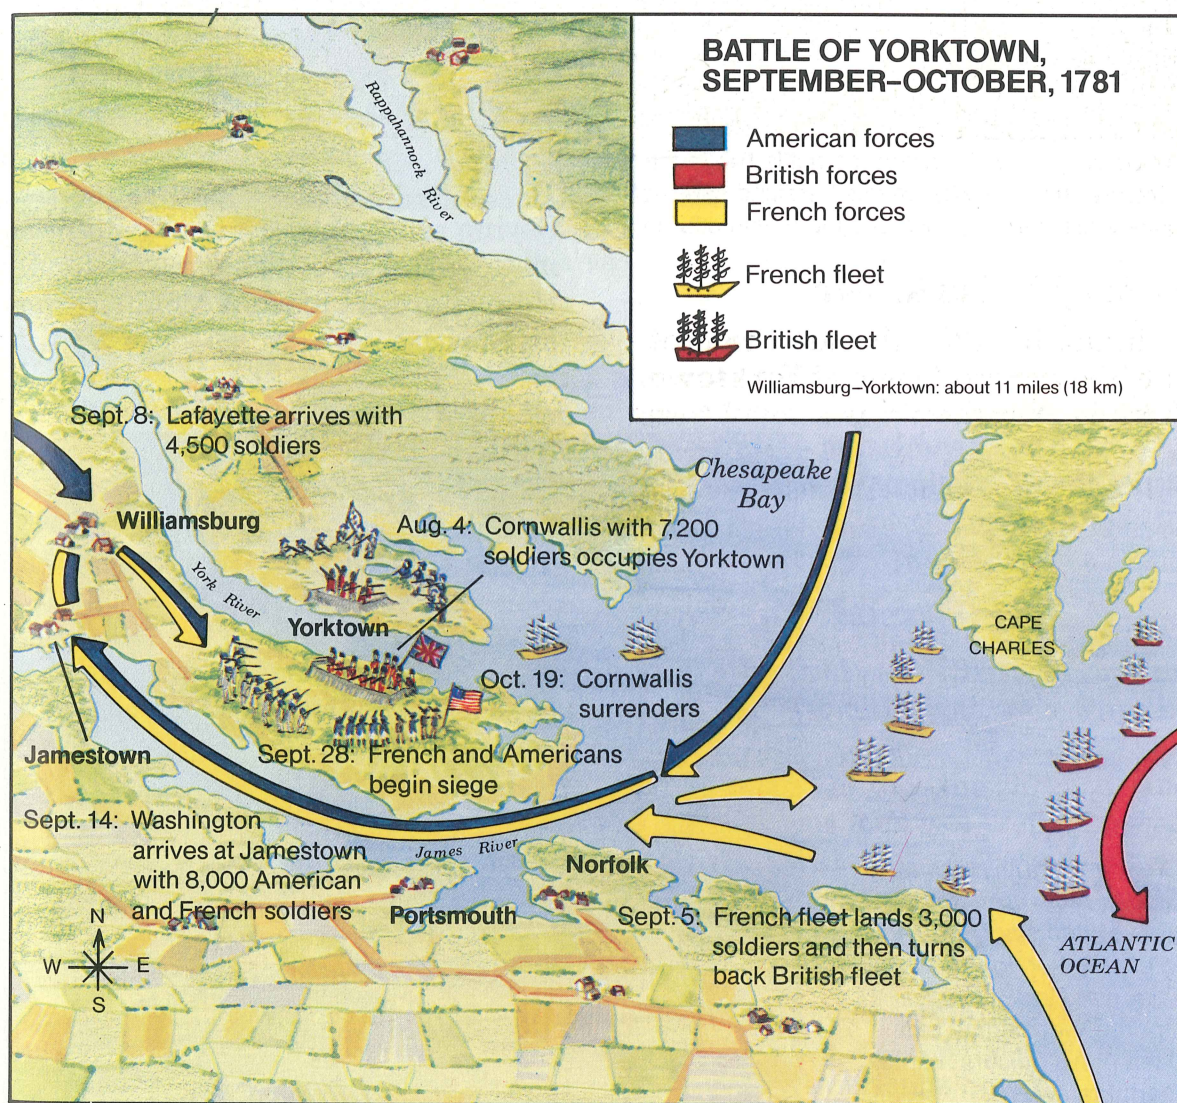 BATTLE OF YORKTOWN,
SEPTEMBER–OCTOBER, 1781
American forces
British forces
French forces
French fleet
British fleet
Williamsburg–Yorktown: about 11 miles (18 km)
Rappahannock River
Sept. 8: Lafayette arrives with
4,500 soldiers
Chesapeake
Bay
Williamsburg
Aug. 4: Cornwallis with 7,200
soldiers occupies Yorktown
York River
Yorktown
CAPE
CHARLES
Oct. 19: Cornwallis
surrenders
Jamestown
Sept. 28: French and Americans
begin siege
Sept. 14: Washington
arrives at Jamestown
with 8,000 American
and French soldiers
James River
Norfolk
Portsmouth
Sept. 5: French fleet lands 3,000
soldiers and then turns
back British fleet
ATLANTIC
OCEAN
N
W E
S